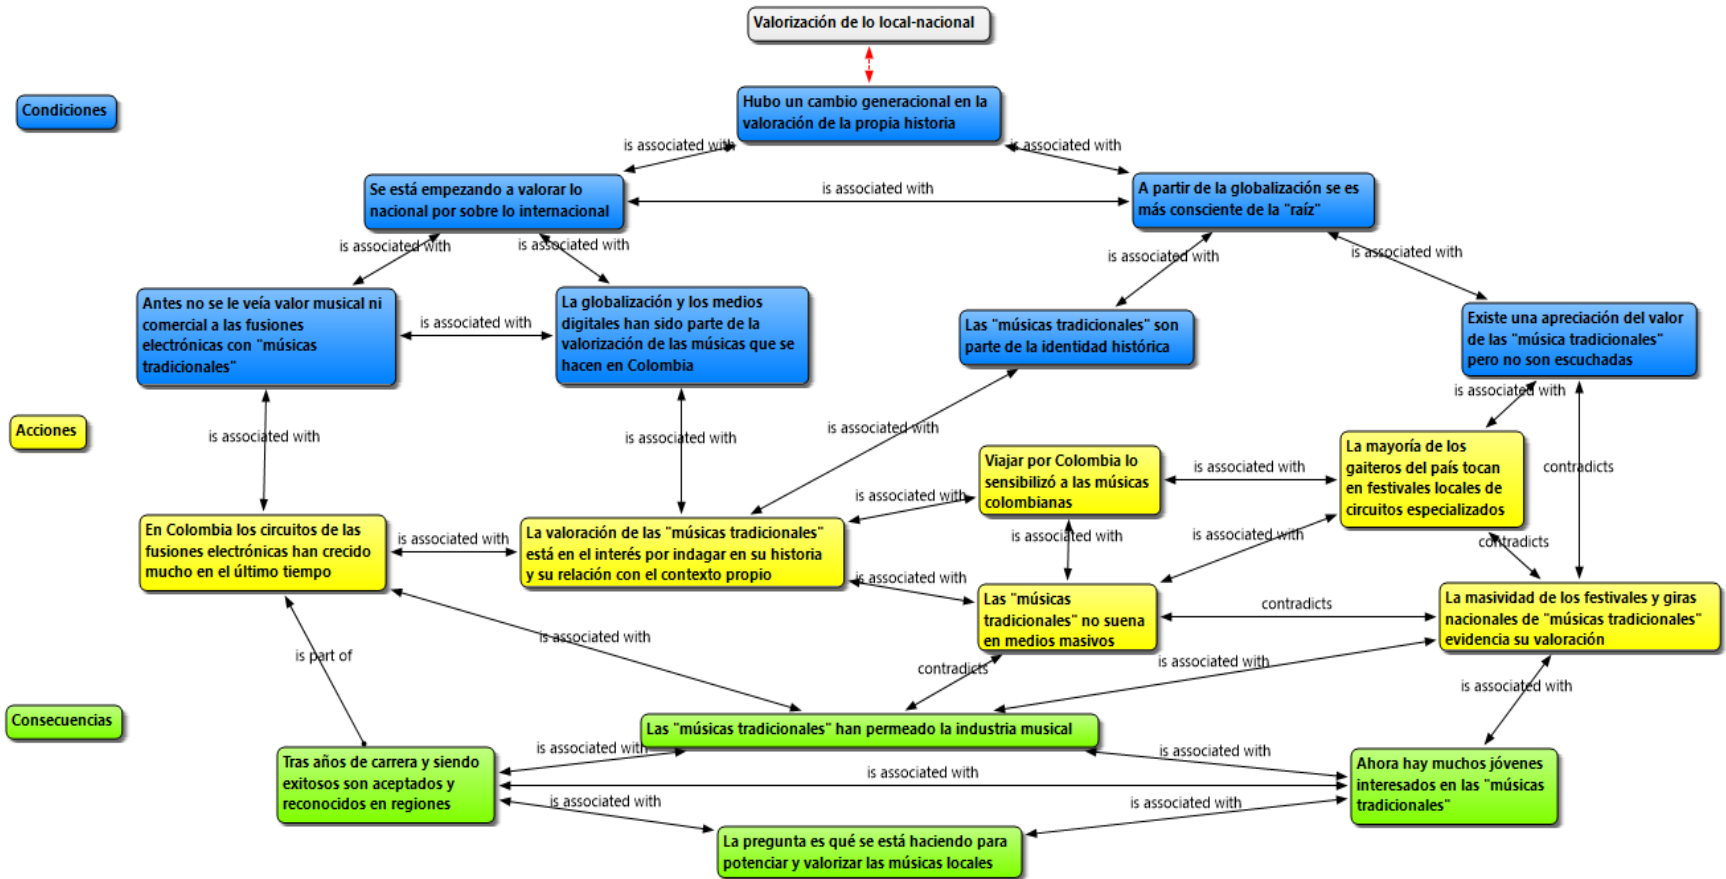 Valorización de lo local-nacional
Condiciones
Hubo un cambio generacional en la
valoración de la propia historia
is associated with
is associated with
Se está empezando a valorar lo
nacional por sobre lo internacional
is associated with
A partir de la globalización se es
más consciente de la "raíz"
is associated with
is associated with
is associated with
is associated with
Antes no se le veía valor musical ni
comercial a las fusiones
electrónicas con "músicas
tradicionales"
is associated with
La globalización y los medios
digitales han sido parte de la
valorización de las músicas que se
hacen en Colombia
Las "músicas tradicionales" son
parte de la identidad histórica
Existe una apreciación del valor
de las "música tradicionales"
pero no son escuchadas
is associated with
Acciones
is associated with
is associated with
is associated with
contradicts
Viajar por Colombia lo
sensibilizó a las músicas
colombianas
is associated with
La mayoría de los
gaiteros del país tocan
en festivales locales de
circuitos especializados
is associated with
En Colombia los circuitos de las
fusiones electrónicas han crecido
mucho en el último tiempo
is associated with
La valoración de las "músicas tradicionales"
está en el interés por indagar en su historia
y su relación con el contexto propio
is associated with
is associated with
contradicts
is associated with
Las "músicas
tradicionales" no suena
en medios masivos
contradicts
La masividad de los festivales y giras
nacionales de "músicas tradicionales"
evidencia su valoración
is associated with
is part of
contradicts
is associated with
is associated with
Consecuencias
Las "músicas tradicionales" han permeado la industria musical
is associated with
is associated with
Tras años de carrera y siendo
exitosos son aceptados y
reconocidos en regiones
is associated with
Ahora hay muchos jóvenes
interesados en las "músicas
tradicionales"
is associated with
is associated with
La pregunta es qué se está haciendo para
potenciar y valorizar las músicas locales